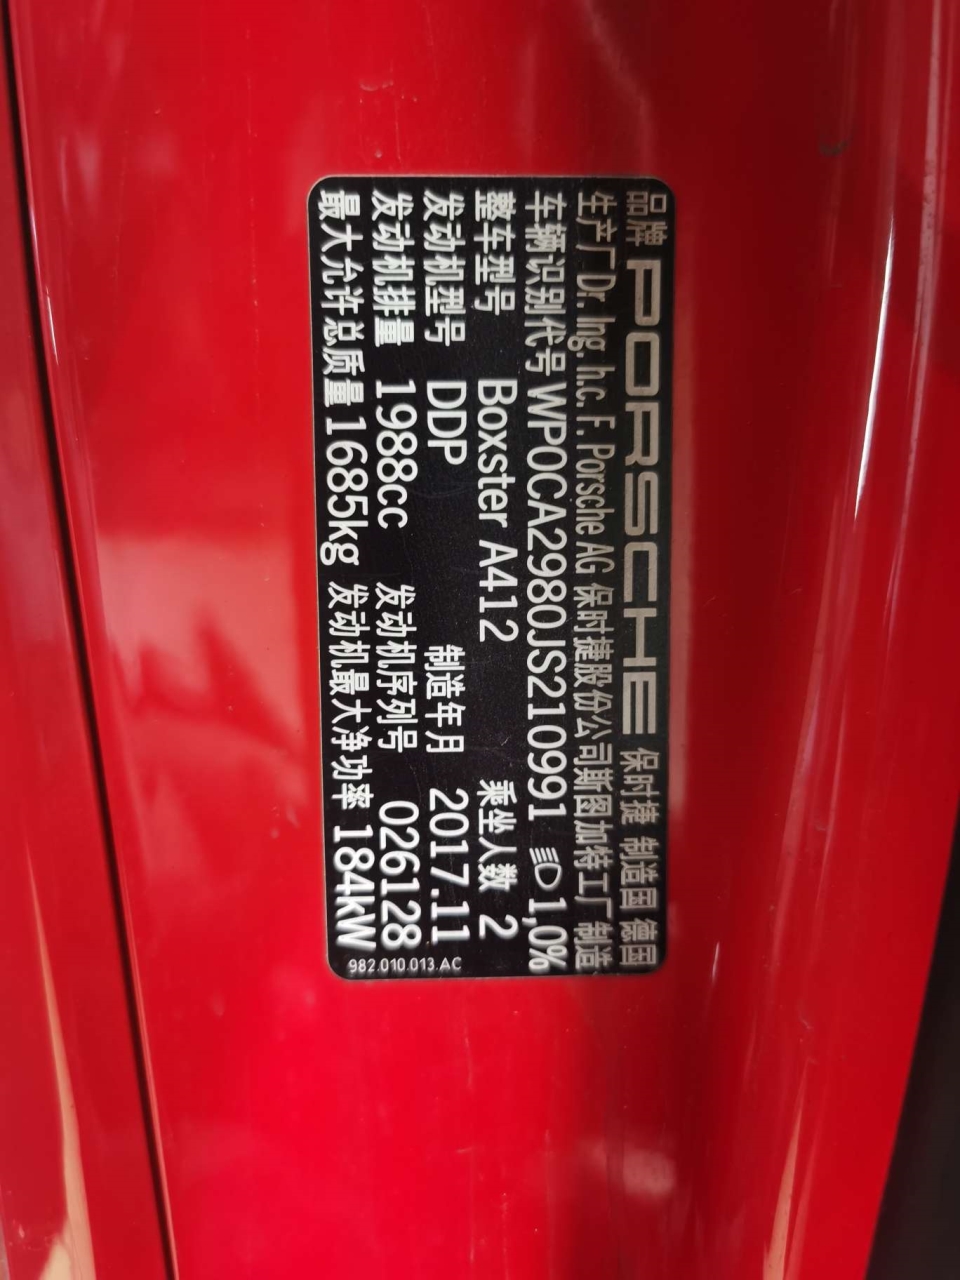 品牌 PORSCHE 保时捷 制造国 德国
生产厂Dr. Ing. h.c. F. Porsche AG 保时捷股份公司斯图加特工厂 制造
车辆识别代号 WP0CA2980JS210991 1,0%
整车型号 Boxster A412 乘坐人数 2
发动机型号 DDP 制造年月 2017.11
发动机排量 1988cc 发动机序列号 026128
最大允许总质量 1685kg 发动机最大净功率 184kW
982.010.013.AC